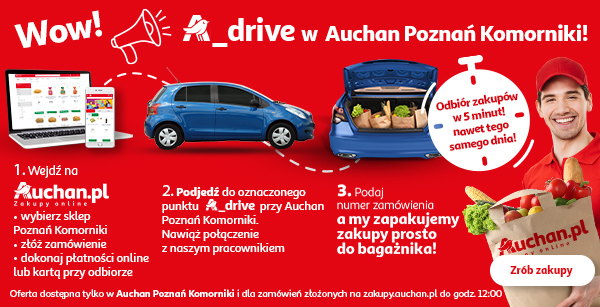 Wow!
A_drive w Auchan Poznań Komorniki!
Odbiór zakupów
w 5 minut!
nawet tego
samego dnia!
1. Wejdź na
Auchan.pl
Zakupy online
• wybierz sklep
Poznań Komorniki
• złóż zamówienie
• dokonaj płatności online
lub kartą przy odbiorze
2. Podjedź do oznaczonego
punktu A_drive przy Auchan
Poznań Komorniki.
Nawiąż połączenie
z naszym pracownikiem
3. Podaj
numer zamówienia
a my zapakujemy
zakupy prosto
do bagażnika!
Auchan.pl
Zrób zakupy
Oferta dostępna tylko w Auchan Poznań Komorniki i dla zamówień złożonych na zakupy.auchan.pl do godz. 12:00